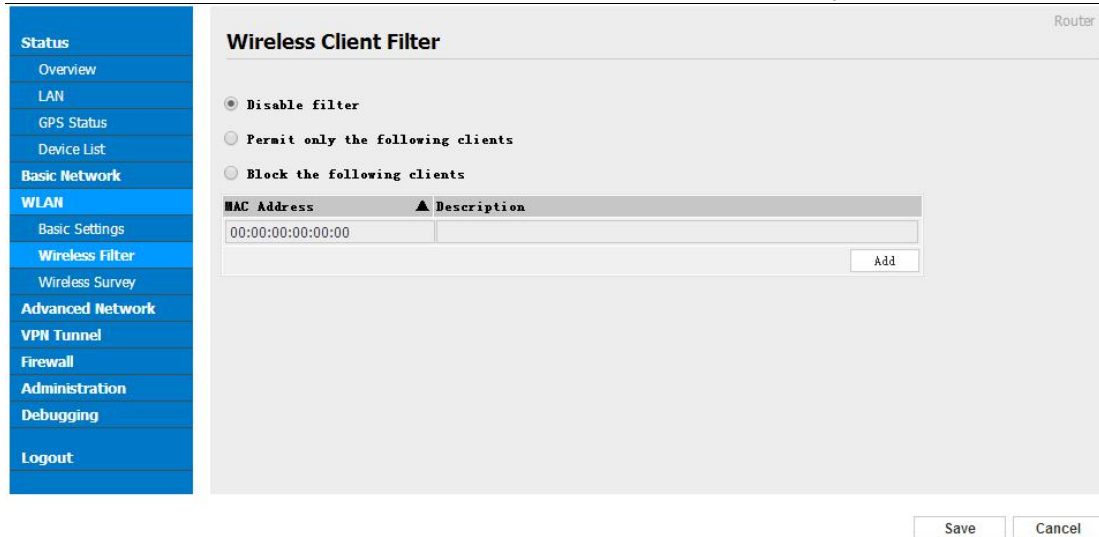 Router
Status
Overview
LAN
GPS Status
Device List
Basic Network
WLAN
Basic Settings
Wireless Filter
Wireless Survey
Advanced Network
VPN Tunnel
Firewall
Administration
Debugging
Logout
Wireless Client Filter
Disable filter
Permit only the following clients
Block the following clients
MAC Address ▲ Description
00:00:00:00:00:00
Add
Save Cancel